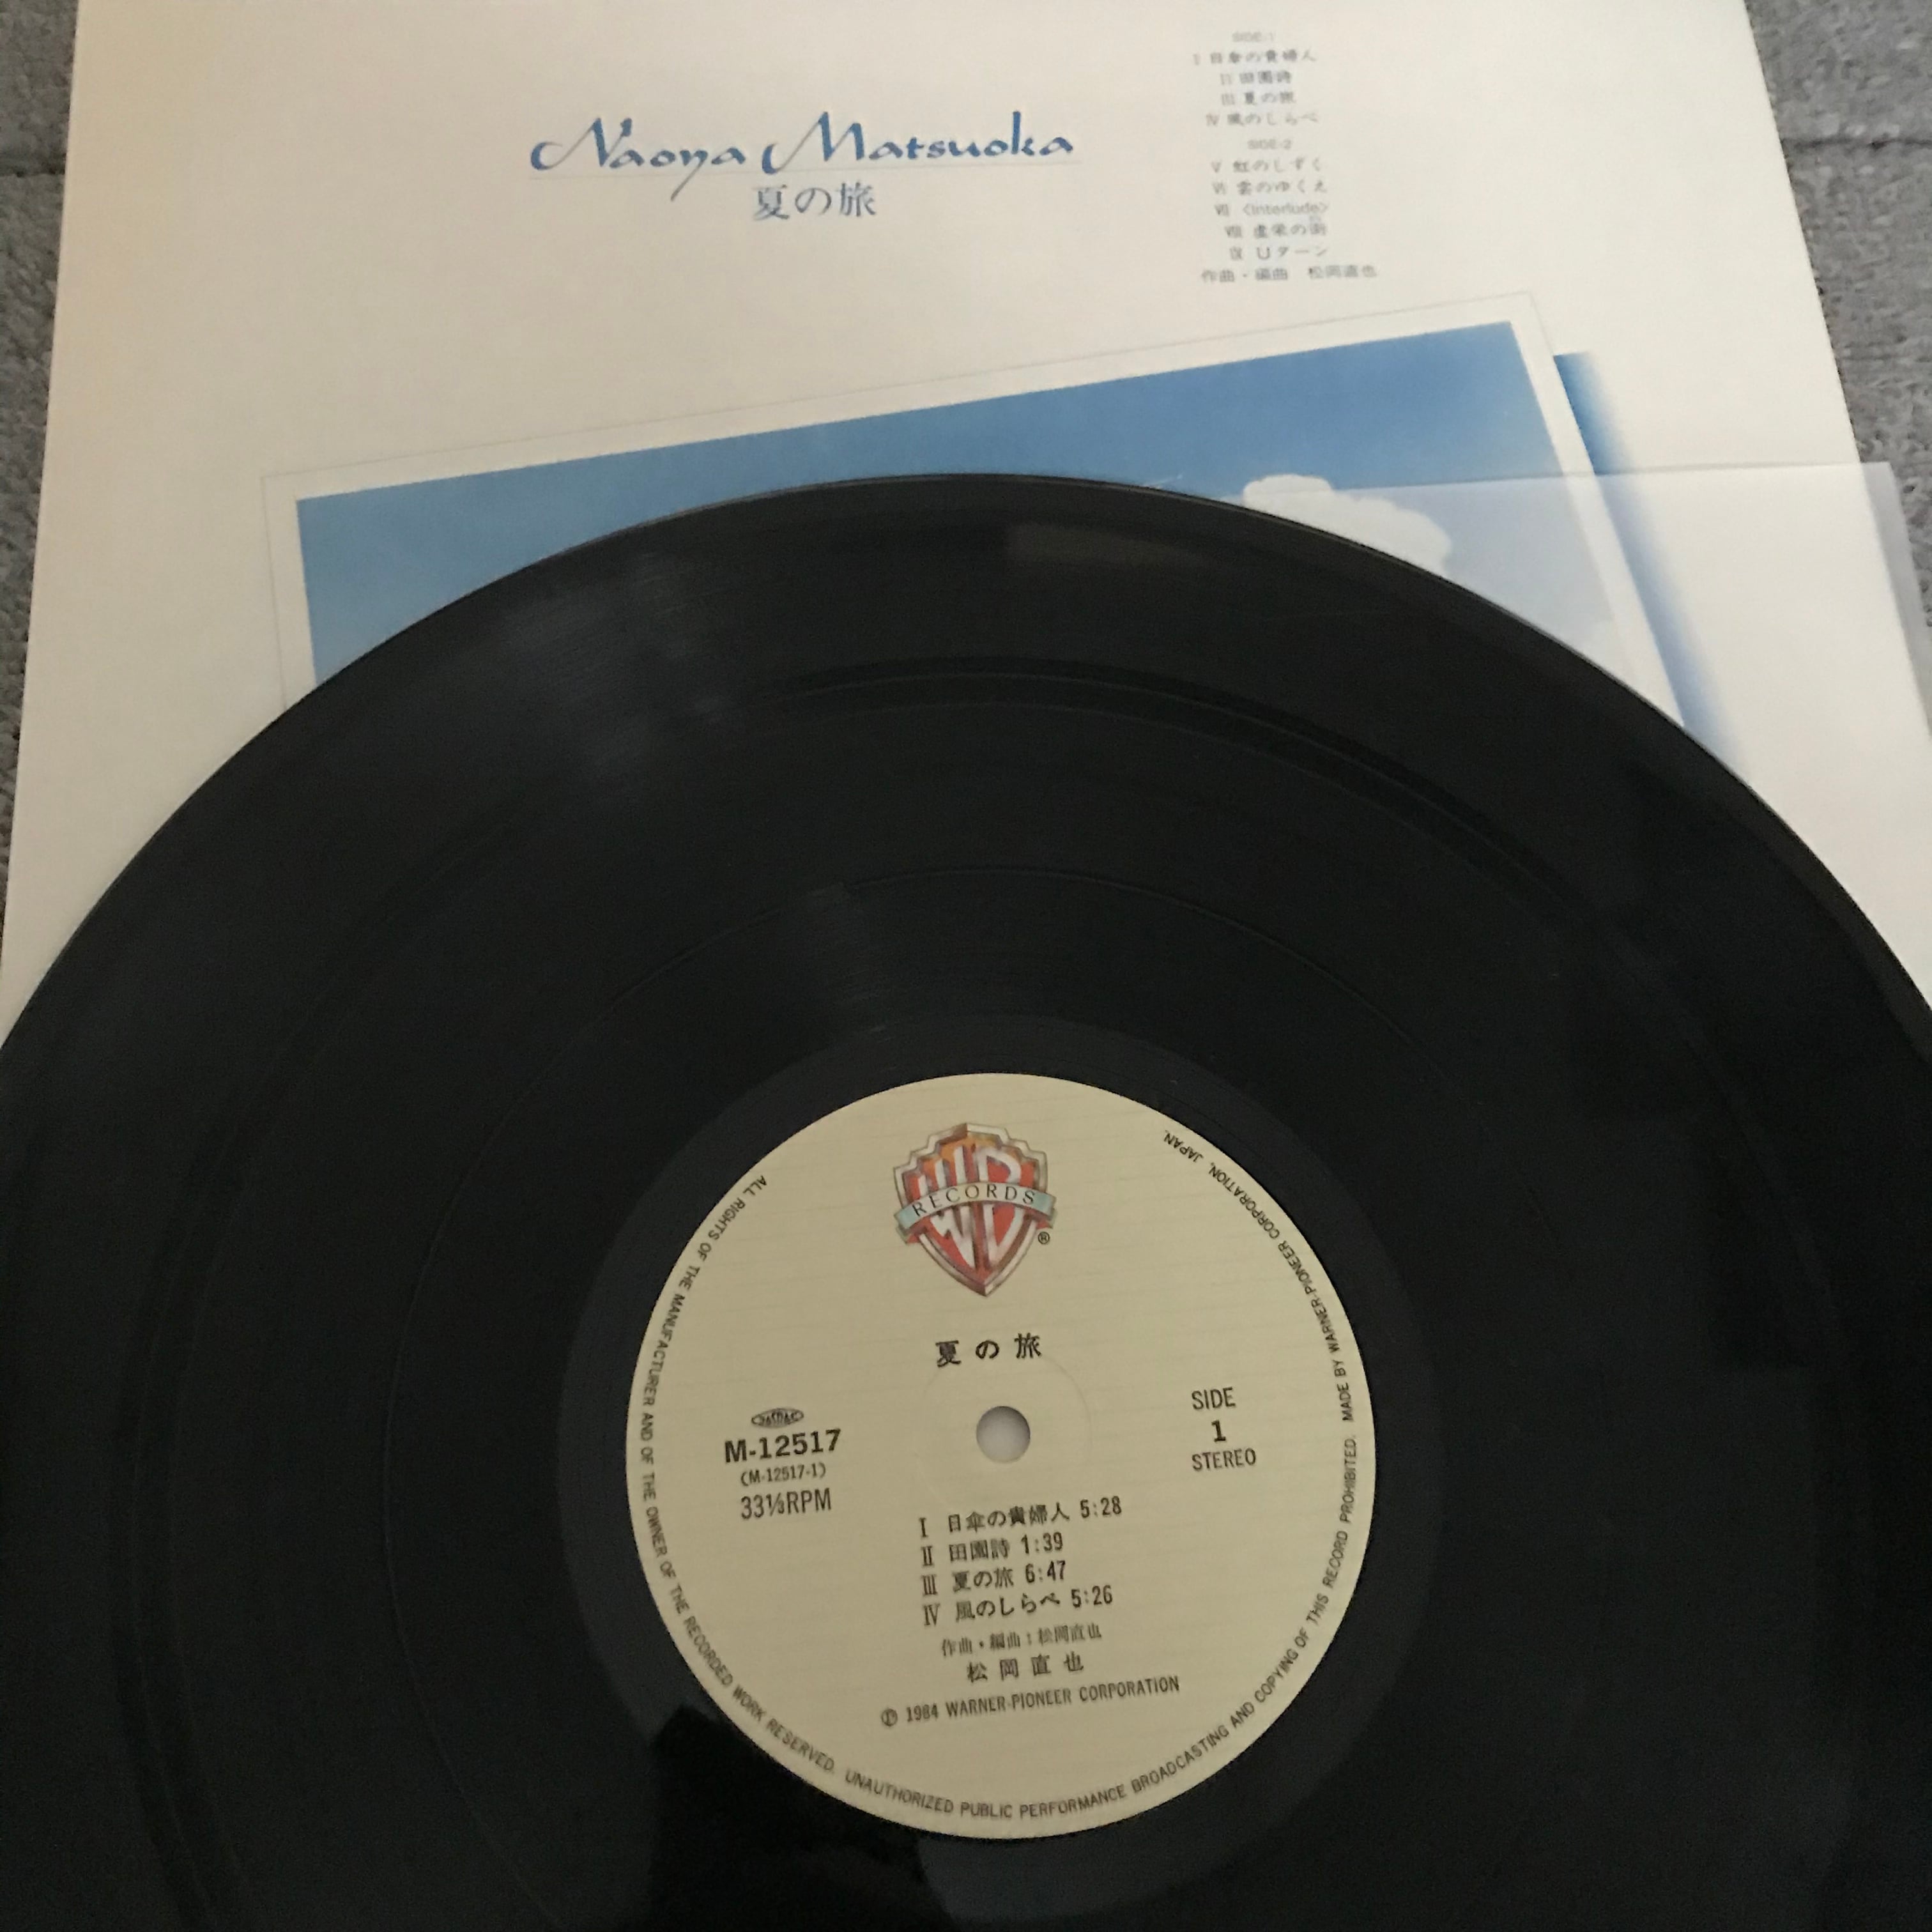 SIDE-1
Ⅰ 日傘の貴婦人
Ⅱ 田園詩
Ⅲ 夏の旅
Ⅳ 風のしらべ
SIDE-2
Ⅴ 虹のしずく
Ⅵ 雲のゆくえ
Ⅶ 〈Interlude〉
Ⅷ 虚栄の街
Ⅸ Uターン
作曲・編曲 松岡直也
Naoya Matsuoka
夏の旅
WB
RECORDS
®
夏の旅
JASRAC
M-12517
(M-12517-1)
33⅓RPM
SIDE
1
STEREO
Ⅰ 日傘の貴婦人 5:28
Ⅱ 田園詩 1:39
Ⅲ 夏の旅 6:47
Ⅳ 風のしらべ 5:26
作曲・編曲：松岡直也
松岡直也
Ⓟ 1984 WARNER-PIONEER CORPORATION
ALL RIGHTS OF THE MANUFACTURER AND OF THE OWNER OF THE RECORDED WORK RESERVED. UNAUTHORIZED PUBLIC PERFORMANCE BROADCASTING AND COPYING OF THIS RECORD PROHIBITED. MADE BY WARNER-PIONEER CORPORATION, JAPAN.